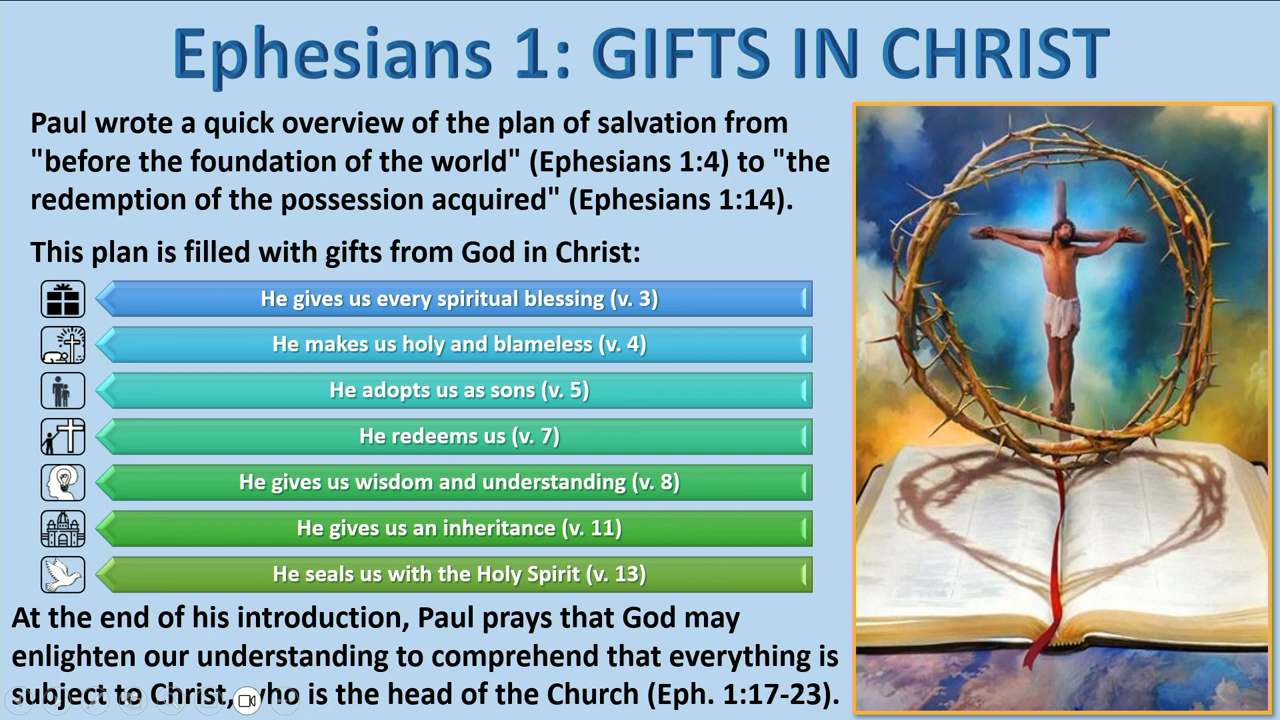 Ephesians 1: GIFTS IN CHRIST
Paul wrote a quick overview of the plan of salvation from
"before the foundation of the world" (Ephesians 1:4) to "the
redemption of the possession acquired" (Ephesians 1:14).
This plan is filled with gifts from God in Christ:
He gives us every spiritual blessing (v. 3)
He makes us holy and blameless (v. 4)
He adopts us as sons (v. 5)
He redeems us (v. 7)
He gives us wisdom and understanding (v. 8)
He gives us an inheritance (v. 11)
He seals us with the Holy Spirit (v. 13)
At the end of his introduction, Paul prays that God may
enlighten our understanding to comprehend that everything is
subject to Christ, who is the head of the Church (Eph. 1:17-23).